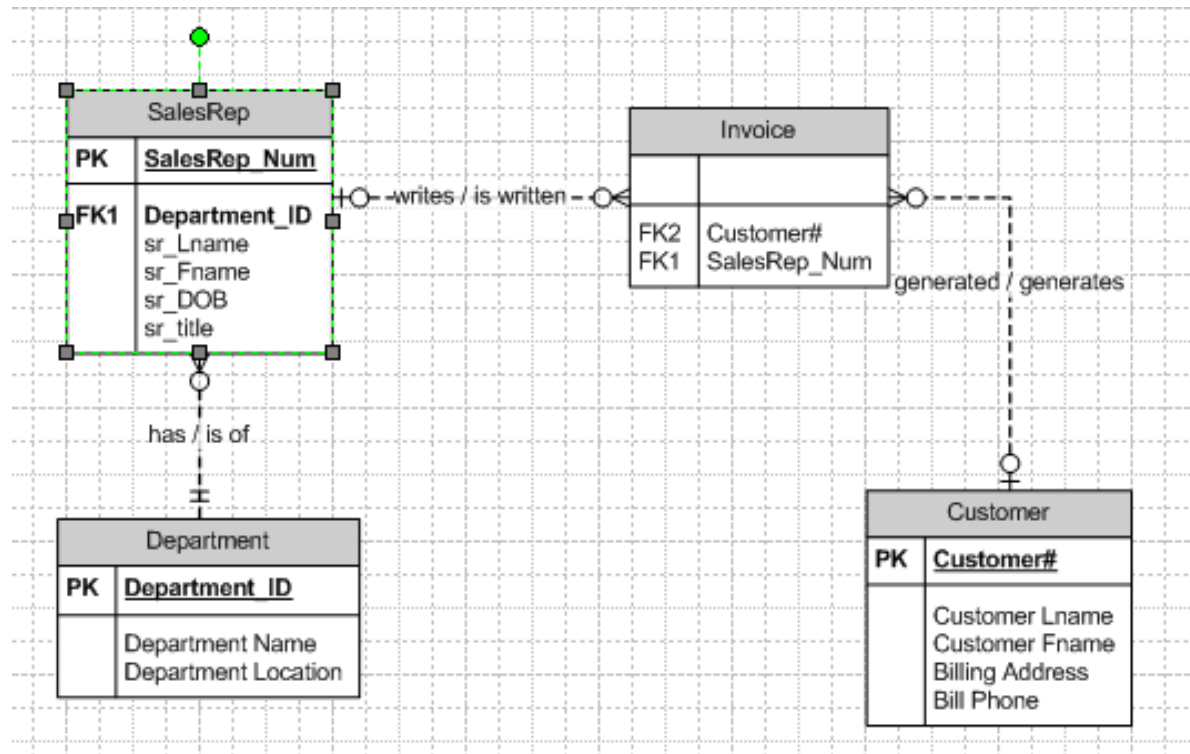 SalesRep
PK SalesRep_Num
FK1 Department_ID
sr_Lname
sr_Fname
sr_DOB
sr_title
writes / is written
Invoice
FK2 Customer#
FK1 SalesRep_Num
generated / generates
has / is of
Department
PK Department_ID
Department Name
Department Location
Customer
PK Customer#
Customer Lname
Customer Fname
Billing Address
Bill Phone